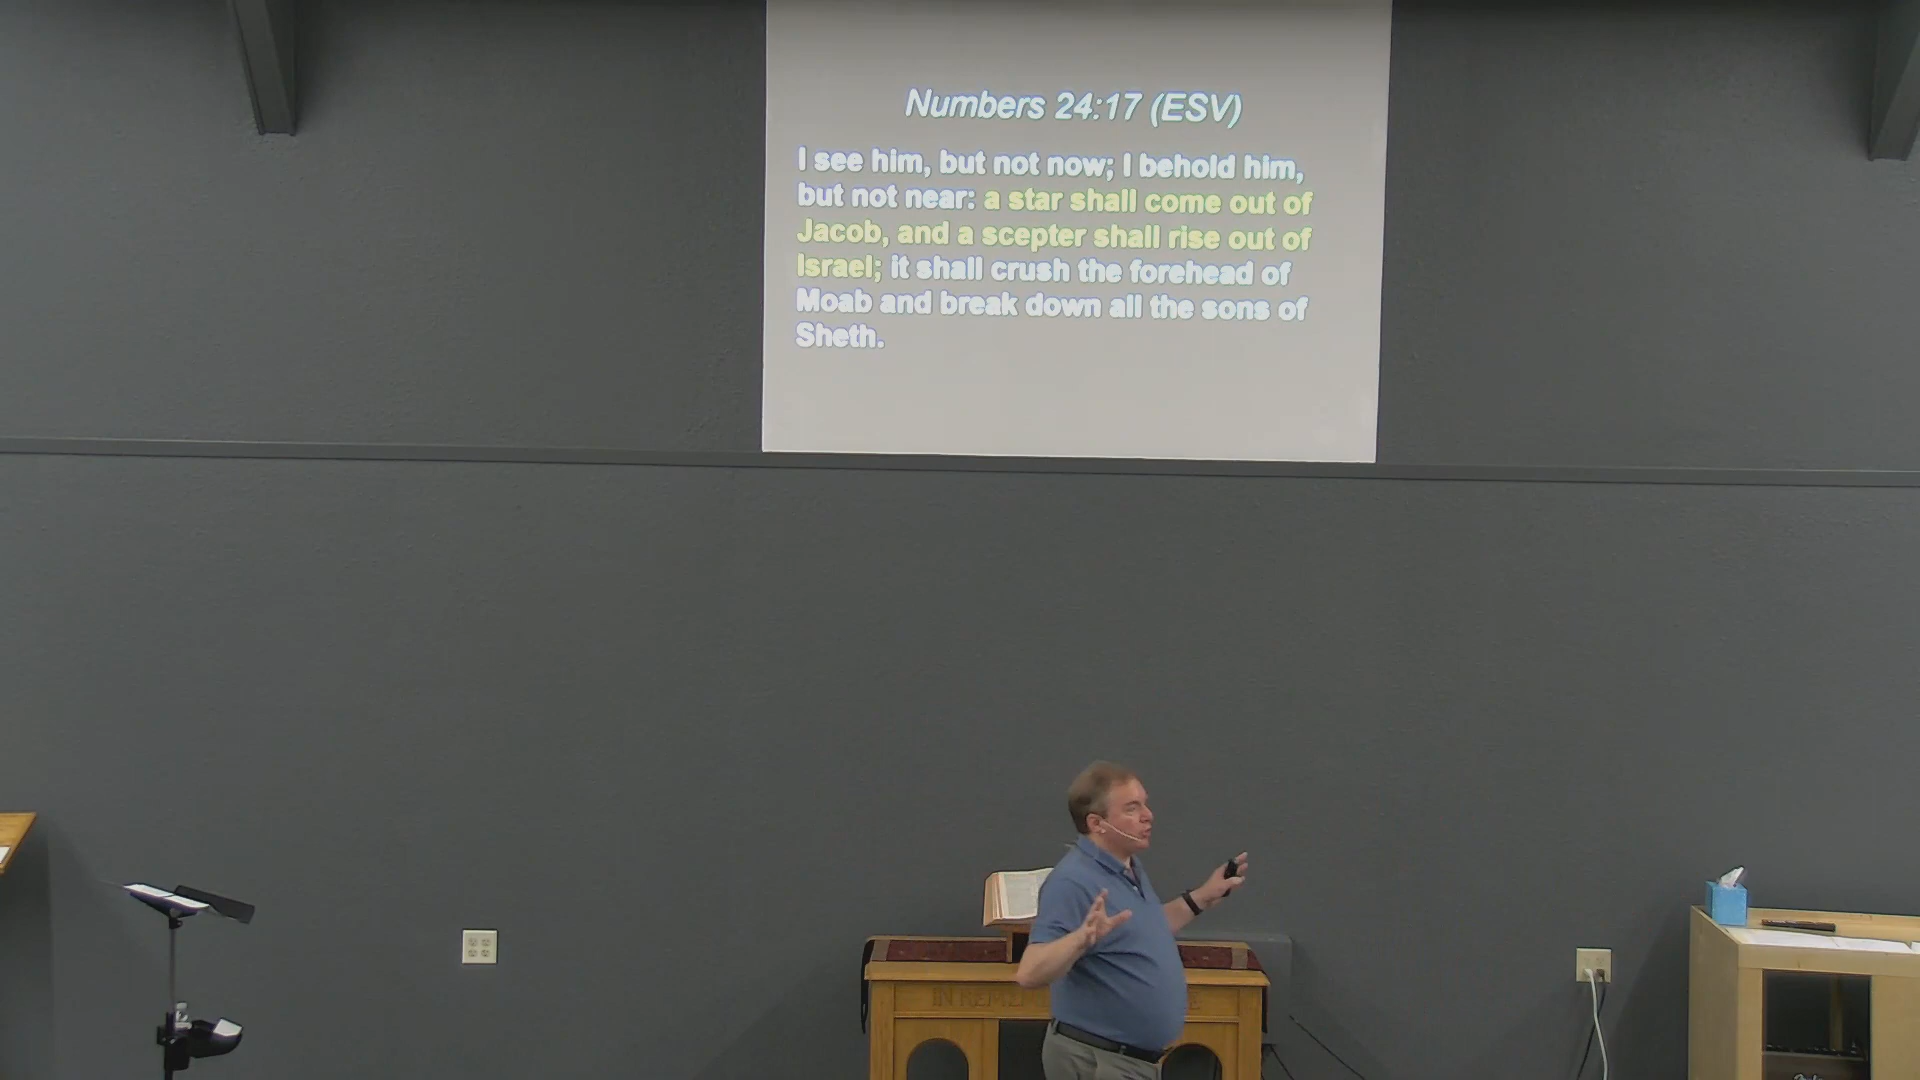 Numbers 24:17 (ESV)
I see him, but not now; I behold him,
but not near: a star shall come out of
Jacob, and a scepter shall rise out of
Israel; it shall crush the forehead of
Moab and break down all the sons of
Sheth.
IN